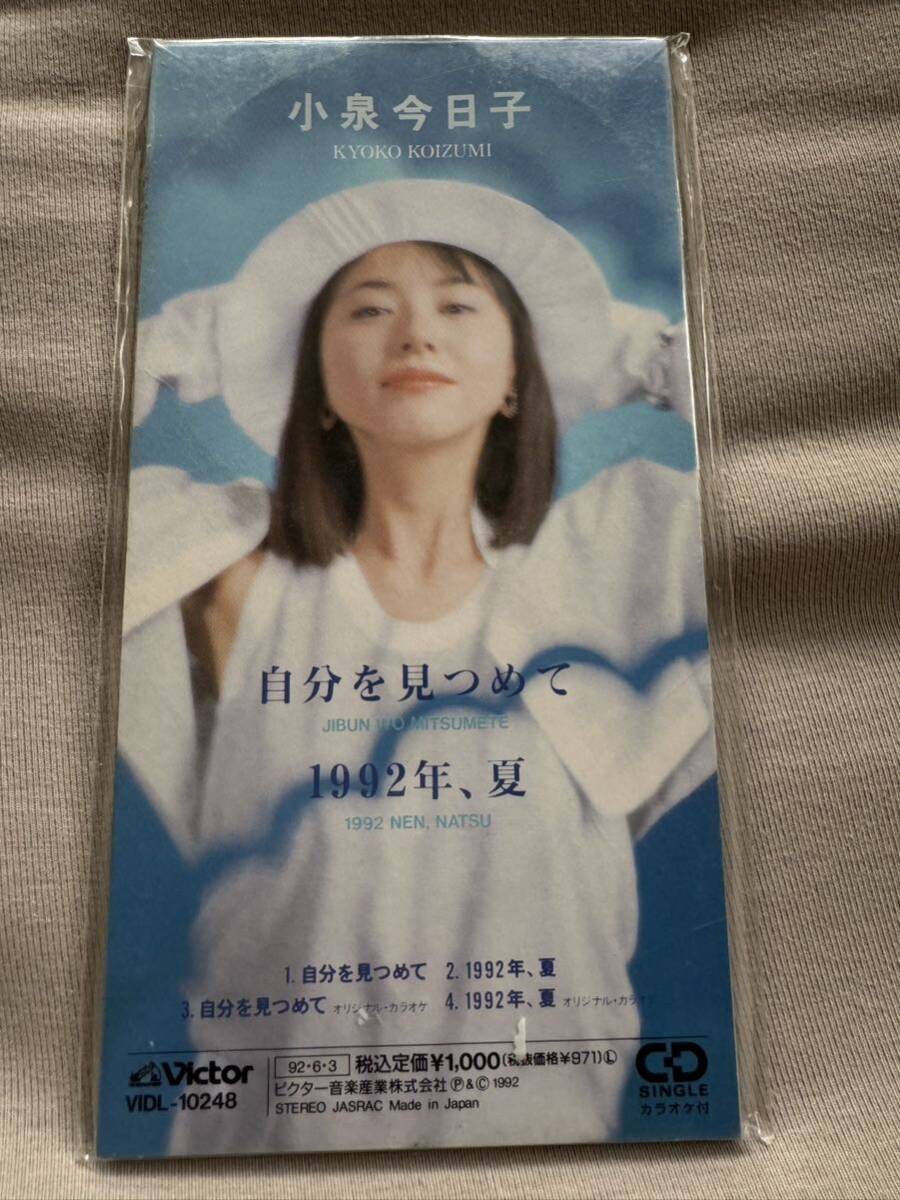 小泉今日子
KYOKO KOIZUMI
自分を見つめて
JIBUN WO MITSUMETE
1992年、夏
1992 NEN, NATSU
1. 自分を見つめて 2. 1992年、夏
3. 自分を見つめて オリジナル・カラオケ 4. 1992年、夏 オリジナル・カラオ
Victor 92・6・3 税込定価¥1,000(税抜価格¥971)Ⓛ CD
ビクター音楽産業株式会社 Ⓟ&Ⓒ 1992 SINGLE
VIDL-10248 STEREO JASRAC Made in Japan カラオケ付